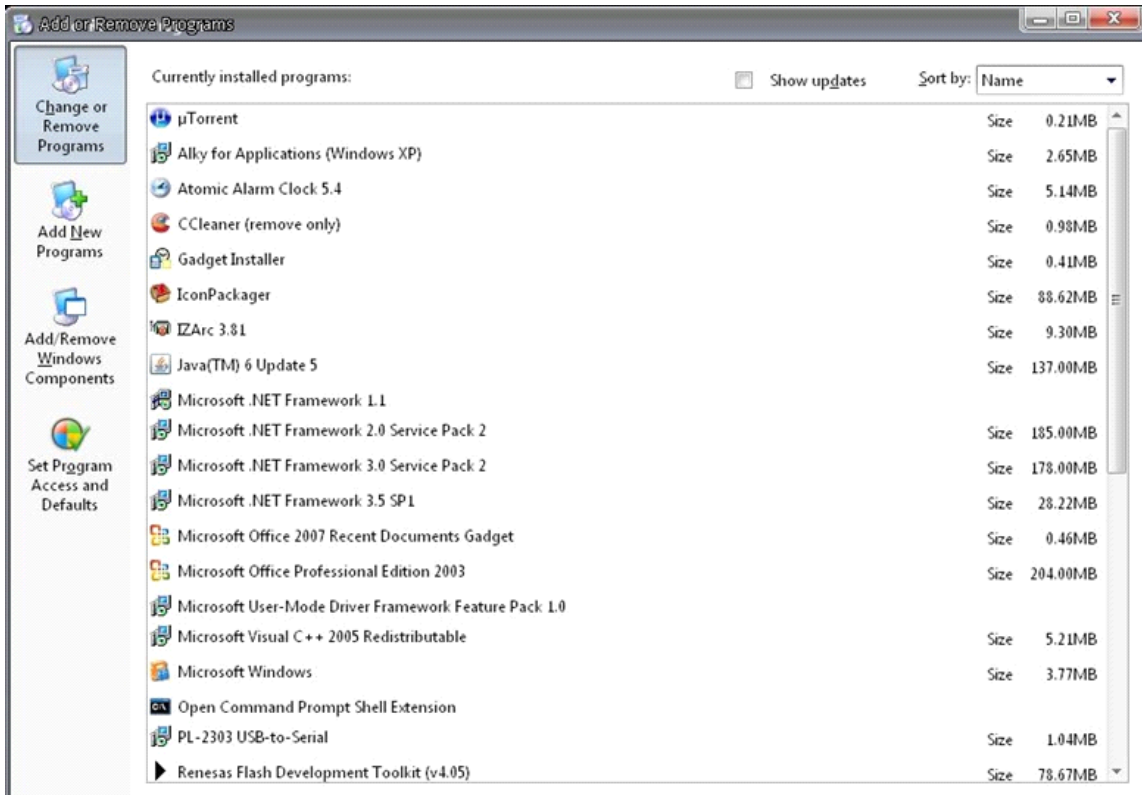 Add or Remove Programs
Change or
Remove
Programs
Add New
Programs
Add/Remove
Windows
Components
Set Program
Access and
Defaults
Currently installed programs:
Show updates
Sort by: Name
µTorrent Size 0.21MB
Alky for Applications (Windows XP) Size 2.65MB
Atomic Alarm Clock 5.4 Size 5.14MB
CCleaner (remove only) Size 0.98MB
Gadget Installer Size 0.41MB
IconPackager Size 88.62MB
IZArc 3.81 Size 9.30MB
Java(TM) 6 Update 5 Size 137.00MB
Microsoft .NET Framework 1.1
Microsoft .NET Framework 2.0 Service Pack 2 Size 185.00MB
Microsoft .NET Framework 3.0 Service Pack 2 Size 178.00MB
Microsoft .NET Framework 3.5 SP1 Size 28.22MB
Microsoft Office 2007 Recent Documents Gadget Size 0.46MB
Microsoft Office Professional Edition 2003 Size 204.00MB
Microsoft User-Mode Driver Framework Feature Pack 1.0
Microsoft Visual C++ 2005 Redistributable Size 5.21MB
Microsoft Windows Size 3.77MB
Open Command Prompt Shell Extension
PL-2303 USB-to-Serial Size 1.04MB
Renesas Flash Development Toolkit (v4.05) Size 78.67MB